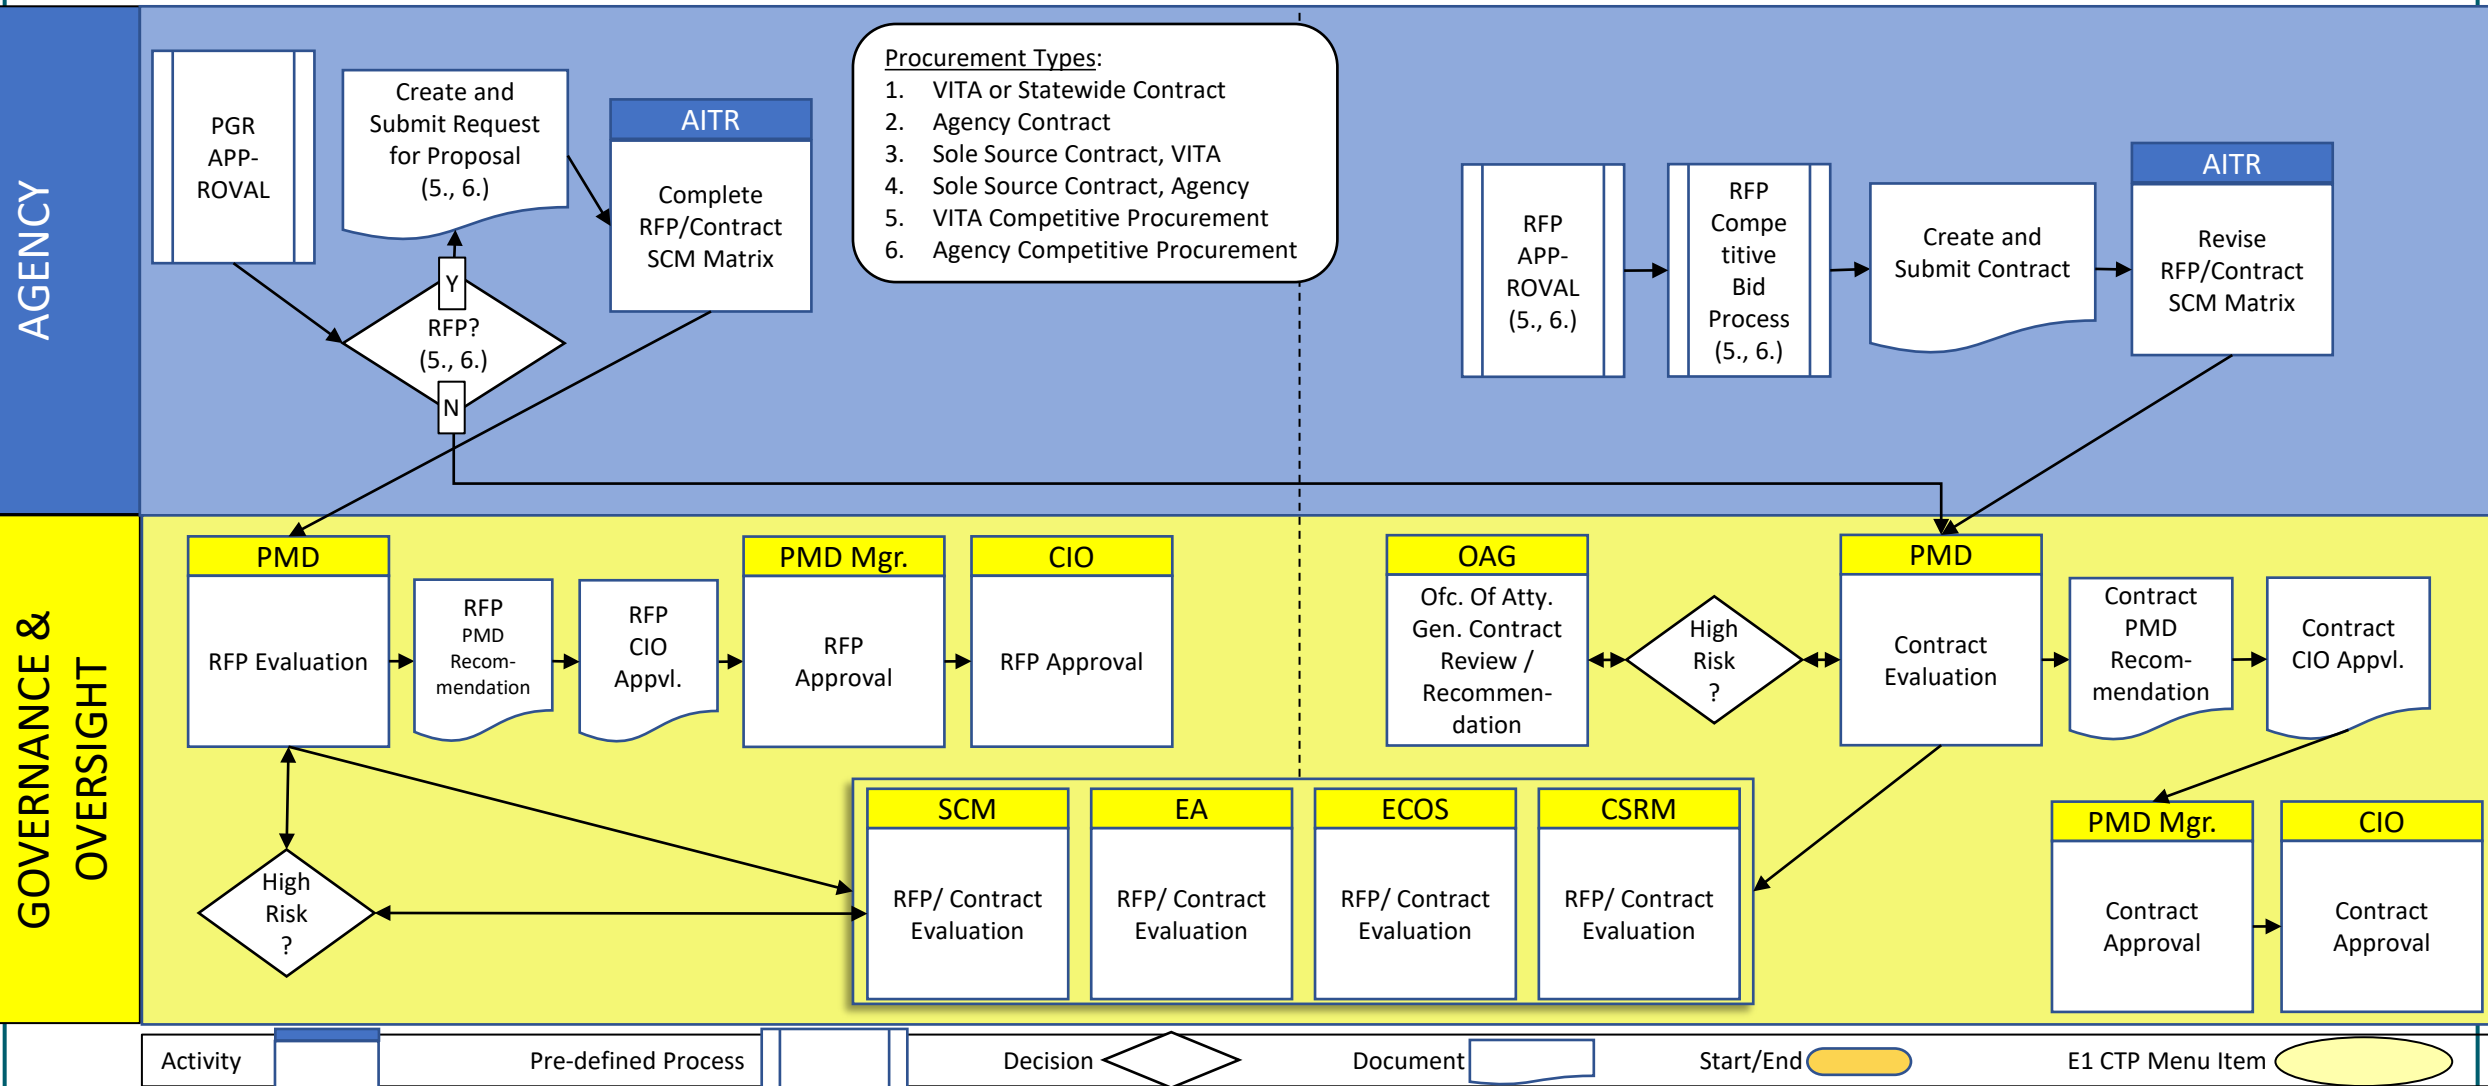 AGENCY
PGR
APP-
ROVAL
Create and
Submit Request
for Proposal
(5., 6.)
AITR
Complete
RFP/Contract
SCM Matrix
Y
RFP?
(5., 6.)
N
Procurement Types:
1. VITA or Statewide Contract
2. Agency Contract
3. Sole Source Contract, VITA
4. Sole Source Contract, Agency
5. VITA Competitive Procurement
6. Agency Competitive Procurement
RFP
APP-
ROVAL
(5., 6.)
RFP
Compe
titive
Bid
Process
(5., 6.)
Create and
Submit Contract
AITR
Revise
RFP/Contract
SCM Matrix
GOVERNANCE &
OVERSIGHT
PMD
RFP Evaluation
RFP
PMD
Recom-
mendation
RFP
CIO
Appvl.
PMD Mgr.
RFP
Approval
CIO
RFP Approval
OAG
Ofc. Of Atty.
Gen. Contract
Review /
Recommen-
dation
High
Risk
?
PMD
Contract
Evaluation
Contract
PMD
Recom-
mendation
Contract
CIO Appvl.
High
Risk
?
SCM
RFP/ Contract
Evaluation
EA
RFP/ Contract
Evaluation
ECOS
RFP/ Contract
Evaluation
CSRM
RFP/ Contract
Evaluation
PMD Mgr.
Contract
Approval
CIO
Contract
Approval
Activity
Pre-defined Process
Decision
Document
Start/End
E1 CTP Menu Item